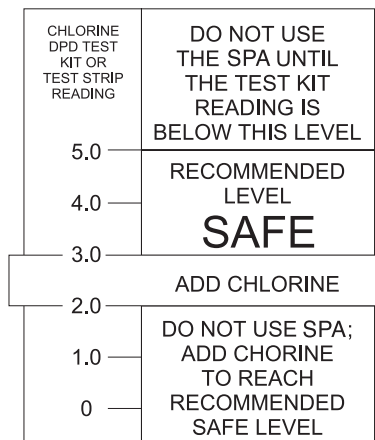 CHLORINE
DPD TEST
KIT OR
TEST STRIP
READING
DO NOT USE
THE SPA UNTIL
THE TEST KIT
READING IS
BELOW THIS LEVEL
5.0
RECOMMENDED
LEVEL
4.0
SAFE
3.0
ADD CHLORINE
2.0
DO NOT USE SPA;
ADD CHORINE
1.0
TO REACH
RECOMMENDED
0
SAFE LEVEL